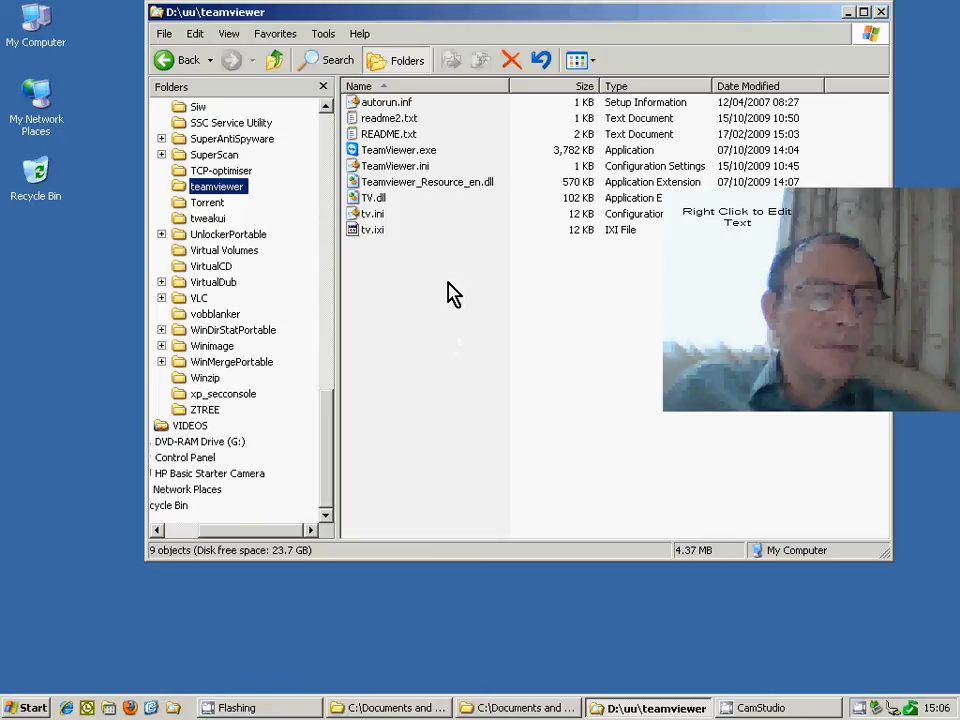 My Computer
My Network
Places
Recycle Bin
D:\uu\teamviewer
File Edit View Favorites Tools Help
Back Search Folders
Folders
Siw
SSC Service Utility
SuperAntiSpyware
SuperScan
TCP-optimiser
teamviewer
Torrent
tweakui
UnlockerPortable
Virtual Volumes
VirtualCD
VirtualDub
VLC
vobblanker
WinDirStatPortable
Winimage
WinMergePortable
Winzip
xp_secconsole
ZTREE
VIDEOS
DVD-RAM Drive (G:)
Control Panel
HP Basic Starter Camera
Network Places
cycle Bin
Name Size Type Date Modified
autorun.inf 1 KB Setup Information 12/04/2007 08:27
readme2.txt 1 KB Text Document 15/10/2009 10:50
README.txt 2 KB Text Document 17/02/2009 15:03
TeamViewer.exe 3,782 KB Application 07/10/2009 14:04
TeamViewer.ini 1 KB Configuration Settings 15/10/2009 10:45
Teamviewer_Resource_en.dll 570 KB Application Extension 07/10/2009 14:07
TV.dll 102 KB Application E
tv.ini 12 KB Configuration
tv.ixi 12 KB IXI File
Right Click to Edit
Text
9 objects (Disk free space: 23.7 GB) 4.37 MB My Computer
Start Flashing C:\Documents and ... C:\Documents and ... D:\uu\teamviewer CamStudio 15:06